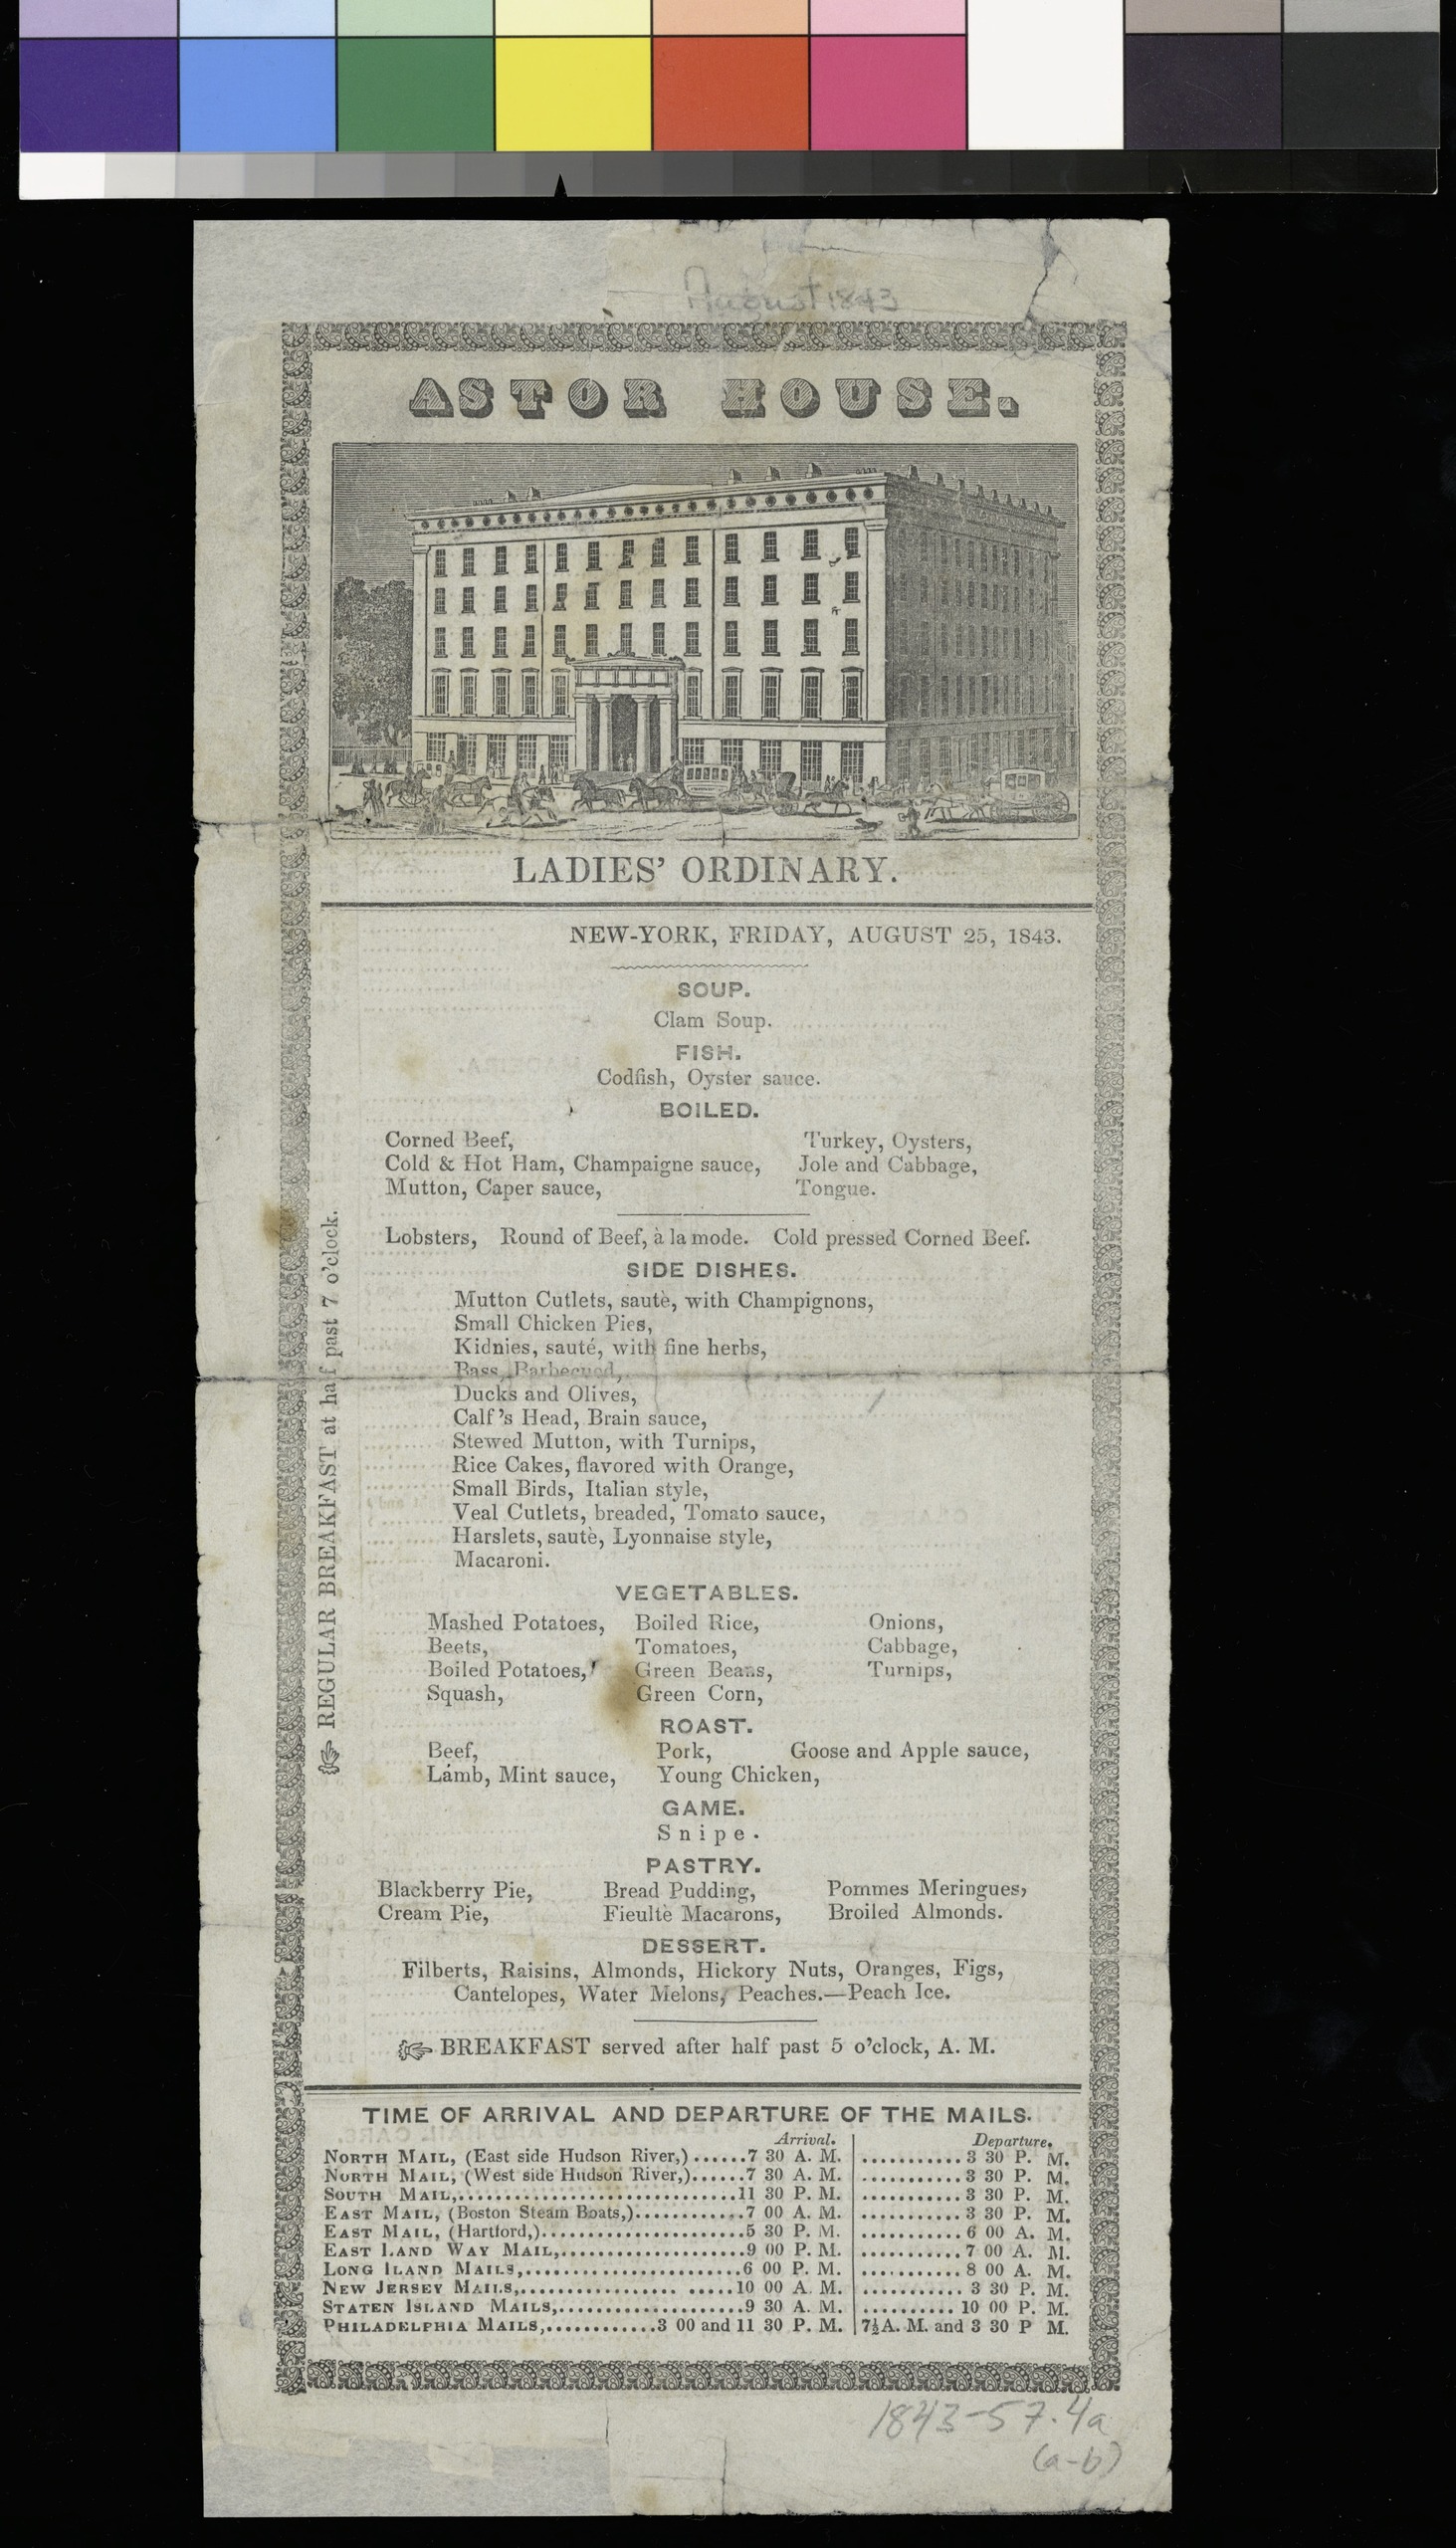 August 1843
ASTOR HOUSE.
LADIES' ORDINARY.
NEW-YORK, FRIDAY, AUGUST 25, 1843.
SOUP.
Clam Soup.
FISH.
Codfish, Oyster sauce.
BOILED.
Corned Beef, Turkey, Oysters,
Cold & Hot Ham, Champaigne sauce, Jole and Cabbage,
Mutton, Caper sauce, Tongue.
Lobsters, Round of Beef, à la mode. Cold pressed Corned Beef.
SIDE DISHES.
Mutton Cutlets, sautè, with Champignons,
Small Chicken Pies,
Kidnies, sauté, with fine herbs,
Bass, Barbecued,
Ducks and Olives,
Calf's Head, Brain sauce,
Stewed Mutton, with Turnips,
Rice Cakes, flavored with Orange,
Small Birds, Italian style,
Veal Cutlets, breaded, Tomato sauce,
Harslets, sautè, Lyonnaise style,
Macaroni.
VEGETABLES.
Mashed Potatoes, Boiled Rice, Onions,
Beets, Tomatoes, Cabbage,
Boiled Potatoes, Green Beans, Turnips,
Squash, Green Corn,
ROAST.
Beef, Pork, Goose and Apple sauce,
Lamb, Mint sauce, Young Chicken,
GAME.
Snipe.
PASTRY.
Blackberry Pie, Bread Pudding, Pommes Meringues,
Cream Pie, Fieultè Macarons, Broiled Almonds.
DESSERT.
Filberts, Raisins, Almonds, Hickory Nuts, Oranges, Figs,
Cantelopes, Water Melons, Peaches.—Peach Ice.
☞ BREAKFAST served after half past 5 o'clock, A. M.
☞ REGULAR BREAKFAST at half past 7 o'clock.
TIME OF ARRIVAL AND DEPARTURE OF THE MAILS.
Arrival. Departure.
NORTH MAIL, (East side Hudson River,)......7 30 A. M. ...........3 30 P. M.
NORTH MAIL, (West side Hudson River,)......7 30 A. M. ...........3 30 P. M.
SOUTH MAIL,..............................11 30 P. M. ...........3 30 P. M.
EAST MAIL, (Boston Steam Boats,)............7 00 A. M. ...........3 30 P. M.
EAST MAIL, (Hartford,)......................5 30 P. M. ...........6 00 A. M.
EAST LAND WAY MAIL,....................9 00 P. M. ...........7 00 A. M.
LONG ILAND MAILS,.......................6 00 P. M. ...........8 00 A. M.
NEW JERSEY MAILS,................. .....10 00 A. M. ........... 3 30 P. M.
STATEN ISLAND MAILS,....................9 30 A. M. ..........10 00 P. M.
PHILADELPHIA MAILS,............3 00 and 11 30 P. M. 7½ A. M. and 3 30 P M.
1843-57.4a
(a-b)